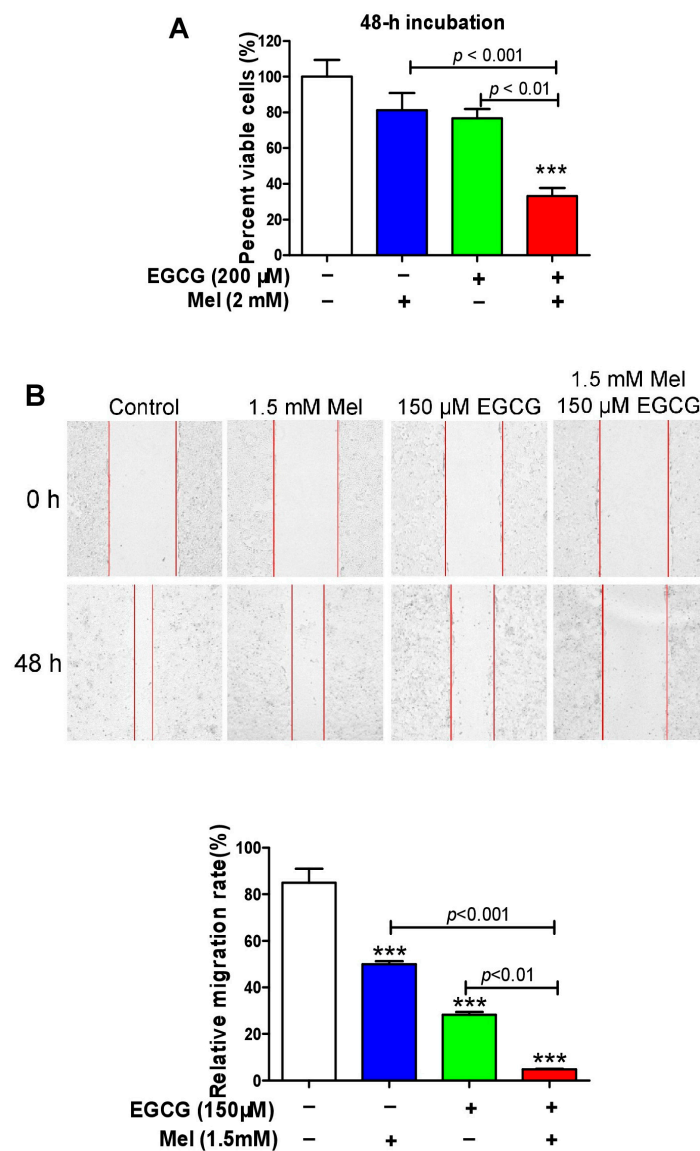 A
48-h incubation
Percent viable cells (%)
120
100
80
60
40
20
0
p < 0.001
p < 0.01
***
EGCG (200 µM) – – + +
Mel (2 mM) – + – +
B
Control
1.5 mM Mel
150 µM EGCG
1.5 mM Mel
150 µM EGCG
0 h
48 h
Relative migration rate(%)
100
80
60
40
20
0
p<0.001
***
p<0.01
***
***
EGCG (150µM) – – + +
Mel (1.5mM) – + – +